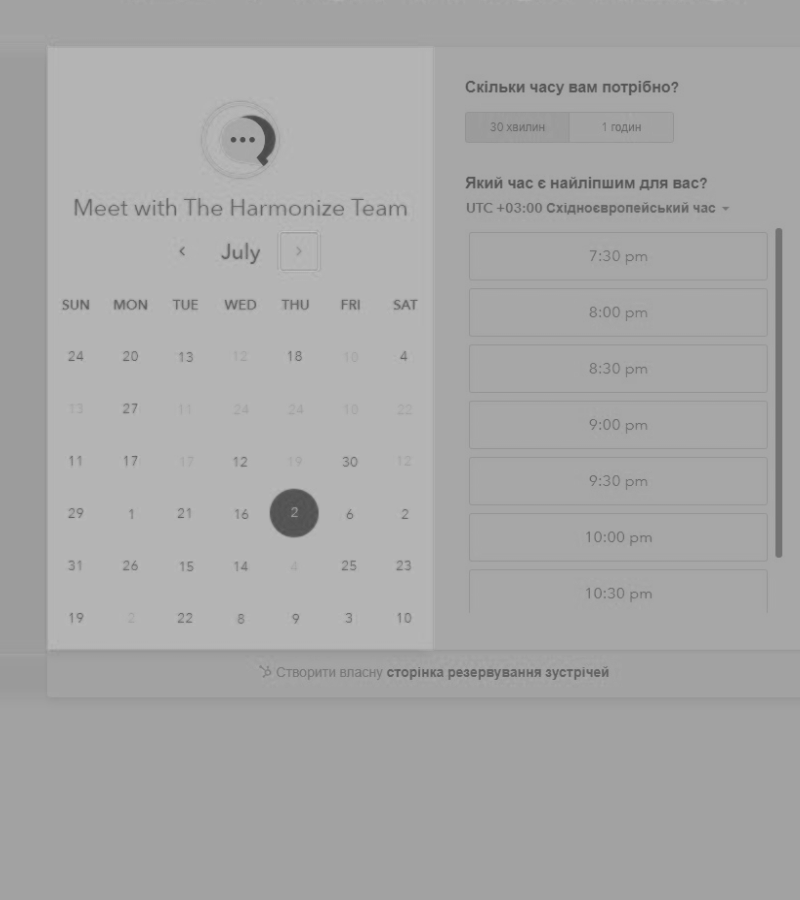 Meet with The Harmonize Team
July
SUN MON TUE WED THU FRI SAT
24 20 13 12 18 10 4
13 27 11 24 24 10 22
11 17 17 12 19 30 12
29 1 21 16 2 6 2
31 26 15 14 4 25 23
19 2 22 8 9 3 10
Скільки часу вам потрібно?
30 хвилин 1 годин
Який час є найліпшим для вас?
UTC +03:00 Східноєвропейський час
7:30 pm
8:00 pm
8:30 pm
9:00 pm
9:30 pm
10:00 pm
10:30 pm
Створити власну сторінка резервування зустрічей